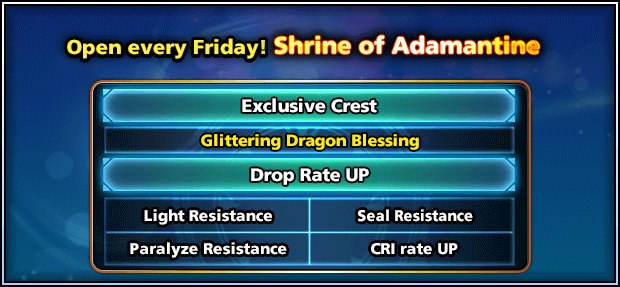 Open every Friday! Shrine of Adamantine
Exclusive Crest
Glittering Dragon Blessing
Drop Rate UP
Light Resistance Seal Resistance
Paralyze Resistance CRI rate UP